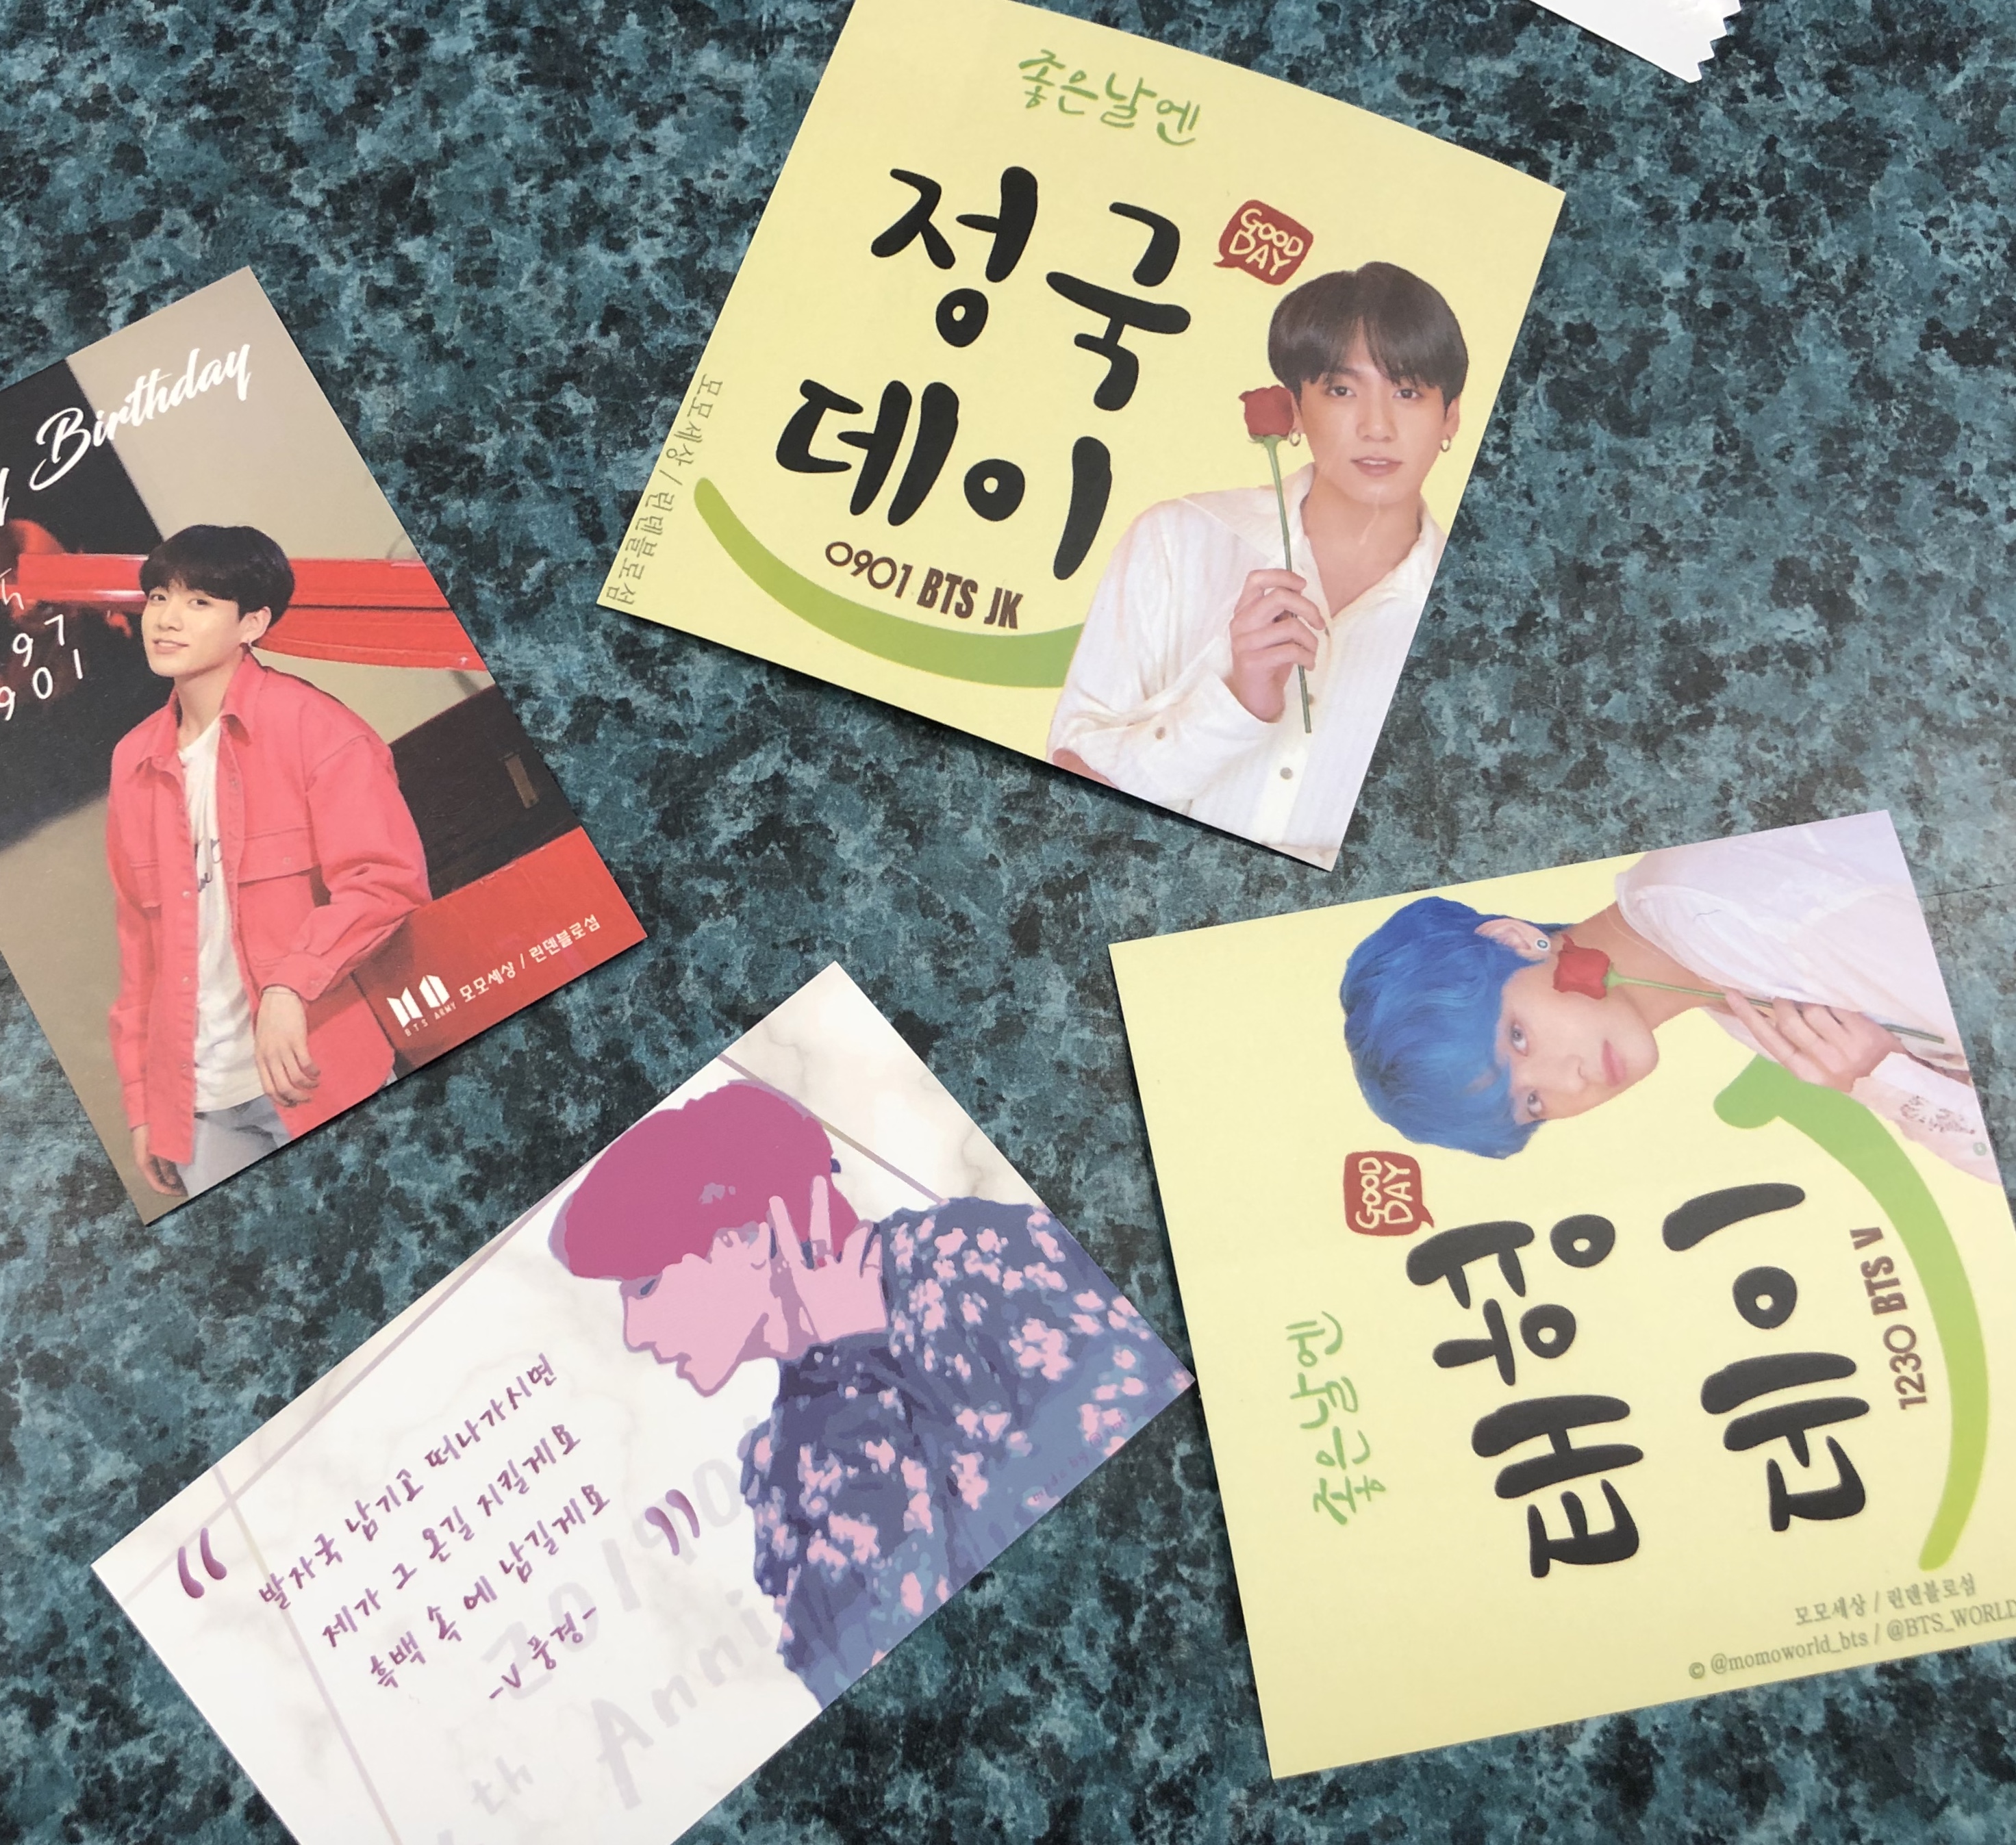 좋은날엔
정국
GOOD
DAY
데이
0901 BTS JK
모모세상 / 린덴블로섬
Birthday
97
901
BTS ARMY
모모세상 / 린덴블로섬
“
발자국 남기고 떠나가시면
제가 그 온길 지킬게요
흑백 속에 남길게요
”
-V 풍경-
2019
th Anni
좋은날엔
태형
GOOD
DAY
데이
1230 BTS V
모모세상 / 린덴블로섬
© @momoworld_bts / @BTS_WORLD